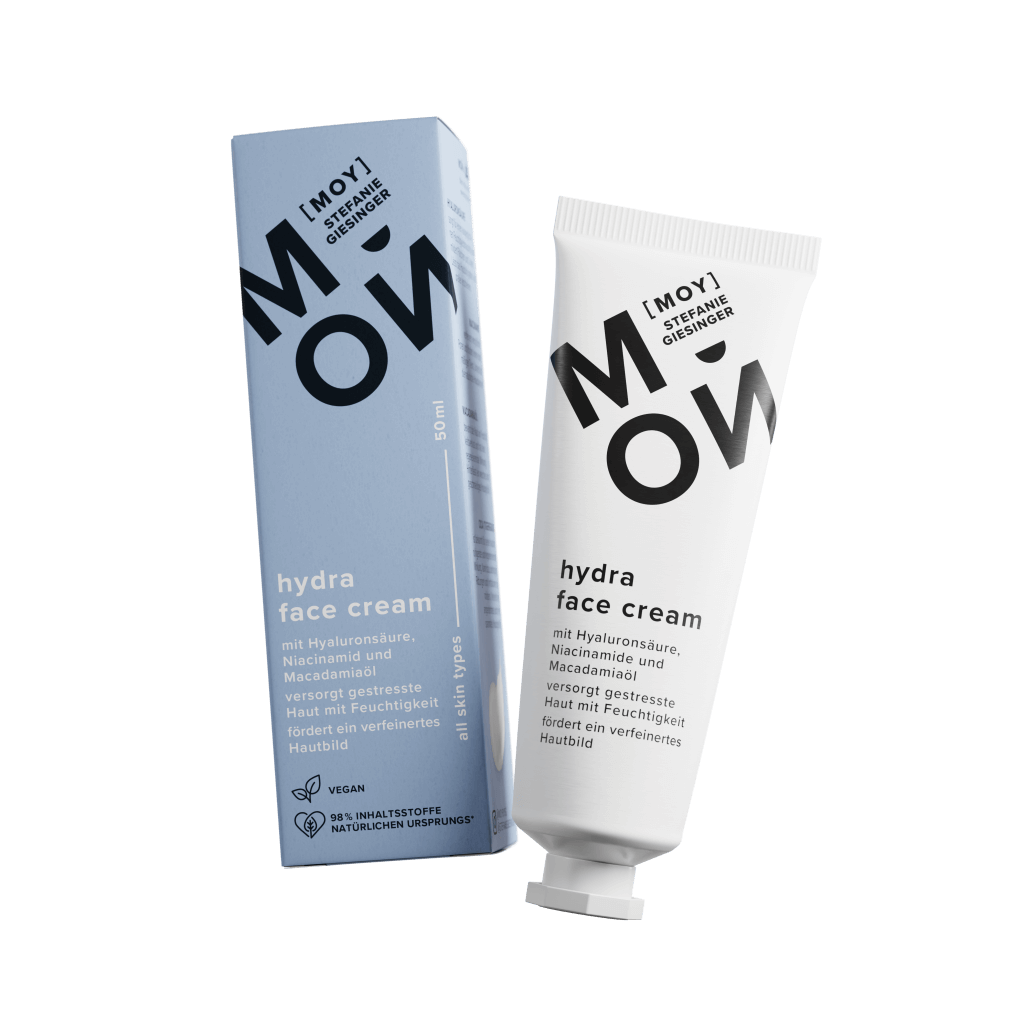 [MOY]
STEFANIE
GIESINGER
MOW
50 ml
all skin types
hydra
face cream
mit Hyaluronsäure,
Niacinamid und
Macadamiaöl
versorgt gestresste
Haut mit Feuchtigkeit
fördert ein verfeinertes
Hautbild
VEGAN
98% INHALTSSTOFFE
NATÜRLICHEN URSPRUNGS*
[MOY]
STEFANIE
GIESINGER
MOW
hydra
face cream
mit Hyaluronsäure,
Niacinamide und
Macadamiaöl
versorgt gestresste
Haut mit Feuchtigkeit
fördert ein verfeinertes
Hautbild